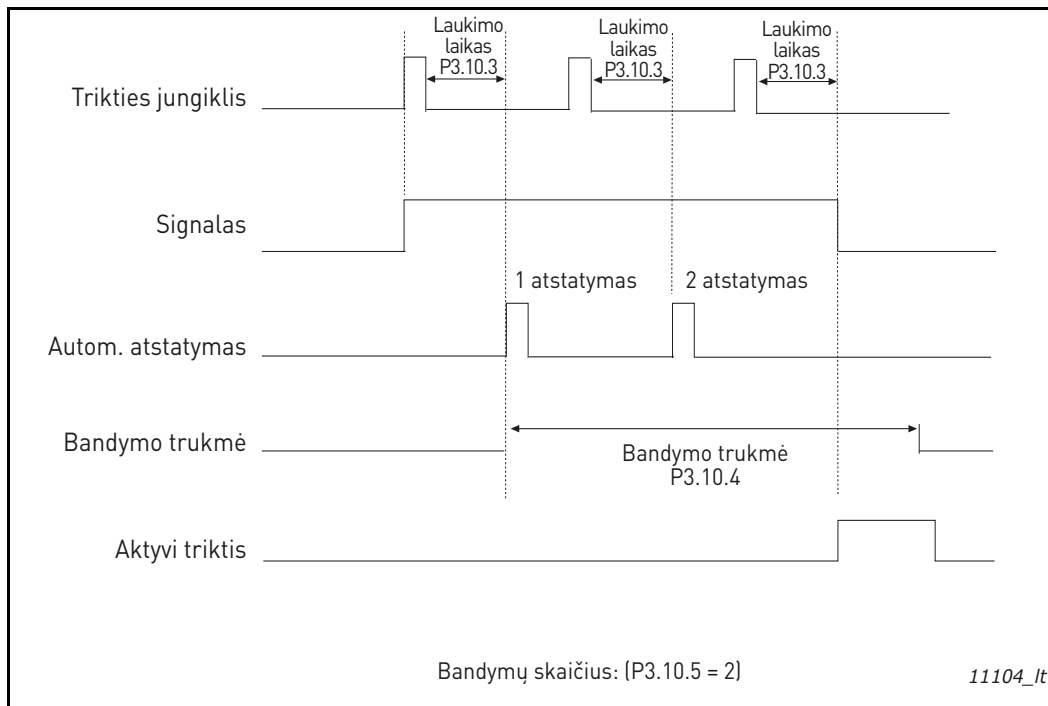 Laukimo
laikas
P3.10.3
Laukimo
laikas
P3.10.3
Laukimo
laikas
P3.10.3
Trikties jungiklis
Signalas
1 atstatymas
2 atstatymas
Autom. atstatymas
Bandymo trukmė
Bandymo trukmė
P3.10.4
Aktyvi triktis
Bandymų skaičius: (P3.10.5 = 2)
11104_lt